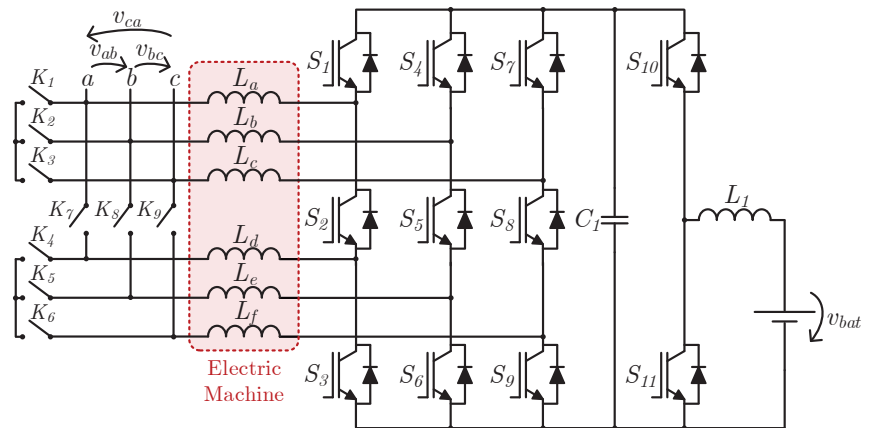 v_ca
v_ab v_bc
a b c
K_1
K_2
K_3
K_7 K_8 K_9
K_4
K_5
K_6
L_a
L_b
L_c
L_d
L_e
L_f
Electric
Machine
S_1 S_4 S_7 S_10
S_2 S_5 S_8 C_1 L_1
S_3 S_6 S_9 S_11
v_bat